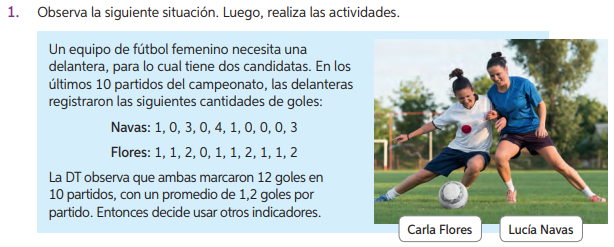 1. Observa la siguiente situación. Luego, realiza las actividades.
Un equipo de fútbol femenino necesita una
delantera, para lo cual tiene dos candidatas. En los
últimos 10 partidos del campeonato, las delanteras
registraron las siguientes cantidades de goles:
Navas: 1, 0, 3, 0, 4, 1, 0, 0, 0, 3
Flores: 1, 1, 2, 0, 1, 1, 2, 1, 1, 2
La DT observa que ambas marcaron 12 goles en
10 partidos, con un promedio de 1,2 goles por
partido. Entonces decide usar otros indicadores.
Carla Flores
Lucía Navas